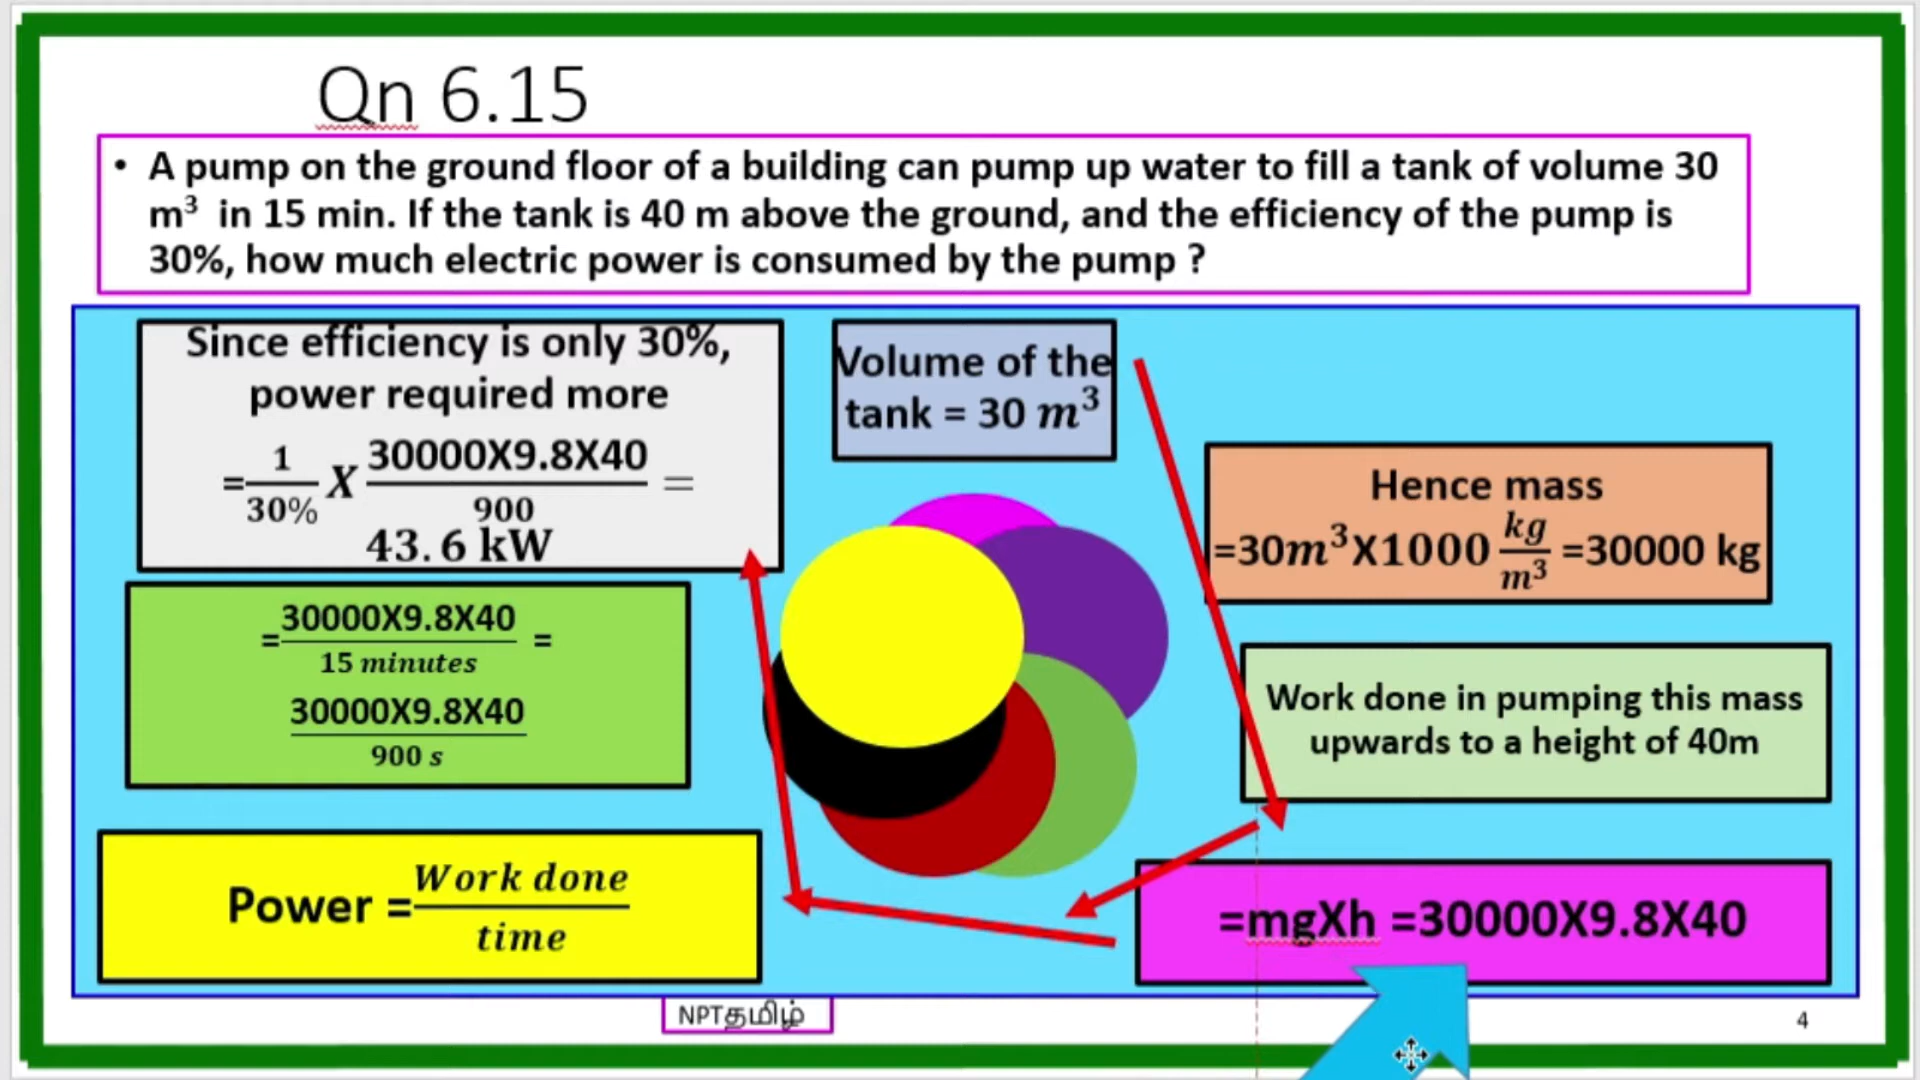 Qn 6.15
• A pump on the ground floor of a building can pump up water to fill a tank of volume 30
m³ in 15 min. If the tank is 40 m above the ground, and the efficiency of the pump is
30%, how much electric power is consumed by the pump ?
Since efficiency is only 30%,
power required more
=1/30% X 30000X9.8X40/900 =
43.6 kW
Volume of the
tank = 30 m³
Hence mass
=30m³X1000 kg/m³ =30000 kg
=30000X9.8X40/15 minutes =
30000X9.8X40/900 s
Work done in pumping this mass
upwards to a height of 40m
Power =Work done/time
=mgXh =30000X9.8X40
NPTதமிழ்
4